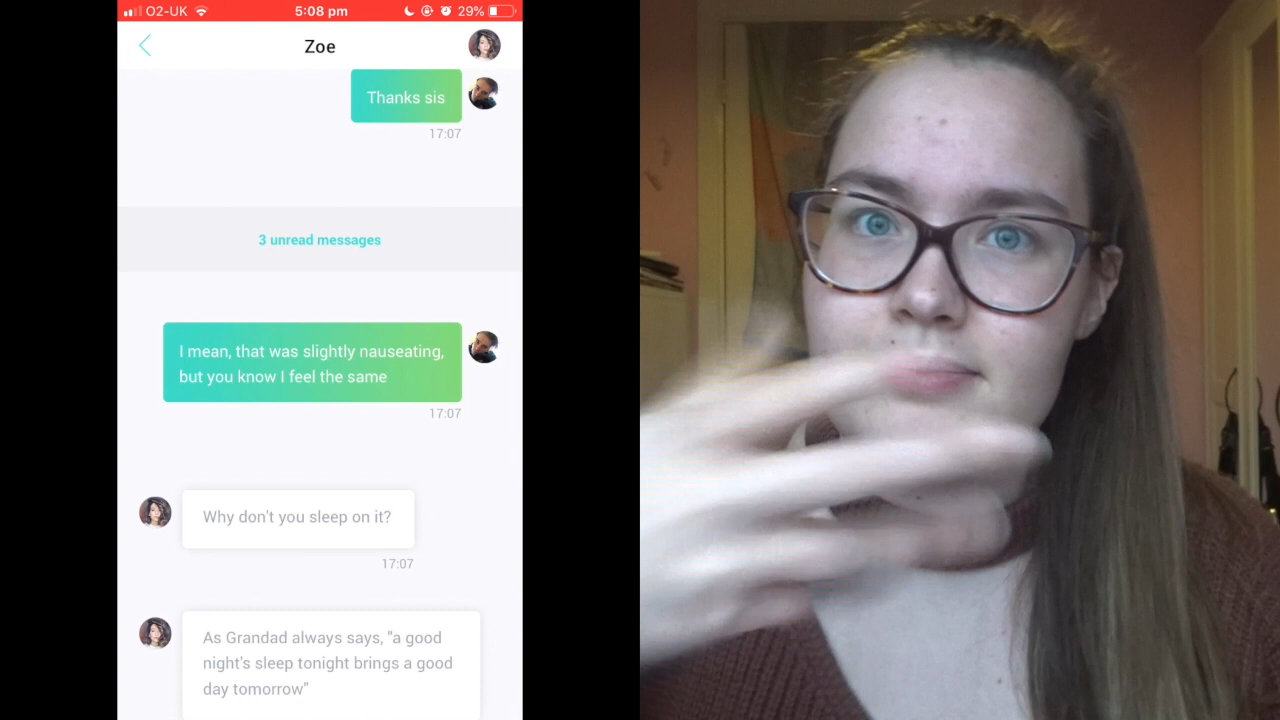 O2-UK 5:08 pm 29%
Zoe
Thanks sis
17:07
3 unread messages
I mean, that was slightly nauseating,
but you know I feel the same
17:07
Why don't you sleep on it?
17:07
As Grandad always says, "a good
night's sleep tonight brings a good
day tomorrow"